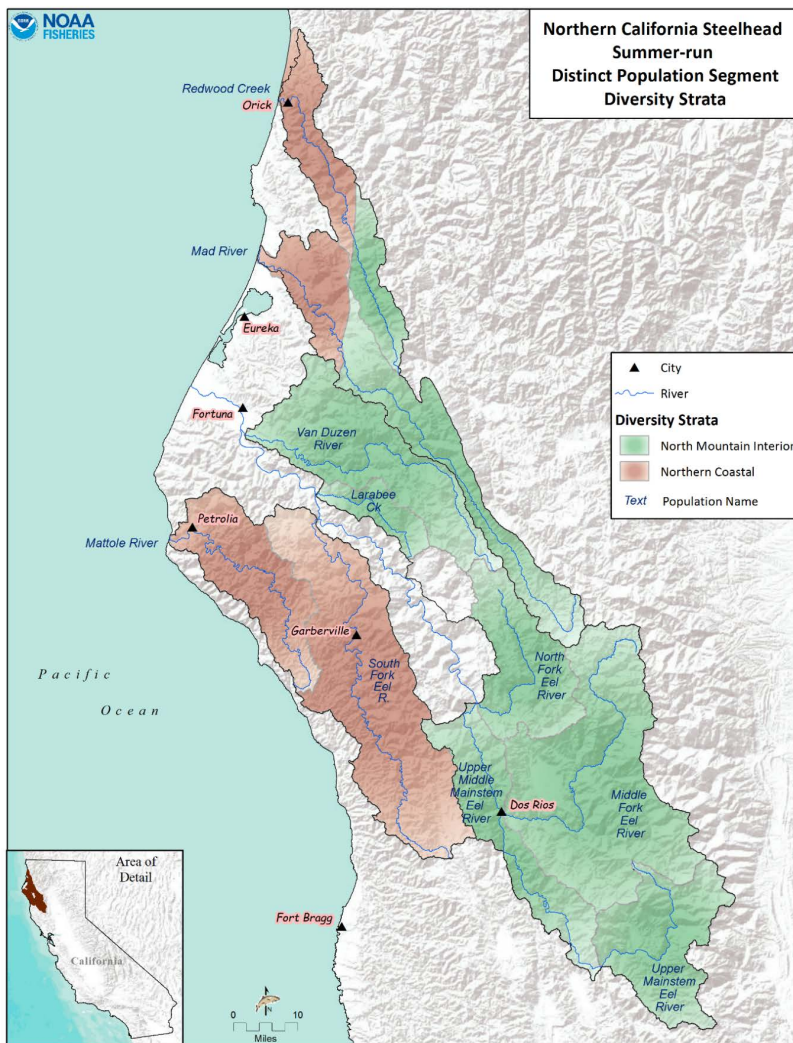 NOAA
FISHERIES
Northern California Steelhead
Summer-run
Distinct Population Segment
Diversity Strata
Redwood Creek
Orick
Mad River
Eureka
Fortuna
Van Duzen
River
Larabee
Ck
Petrolia
Mattole River
Garberville
South
Fork
Eel
R.
North
Fork
Eel
River
Pacific
Ocean
Upper
Middle
Mainstem
Eel
River
Dos Rios
Middle
Fork
Eel
River
Fort Bragg
Upper
Mainstem
Eel
River
City
River
Diversity Strata
North Mountain Interior
Northern Coastal
Text Population Name
Area of
Detail
California
N
0 10
Miles